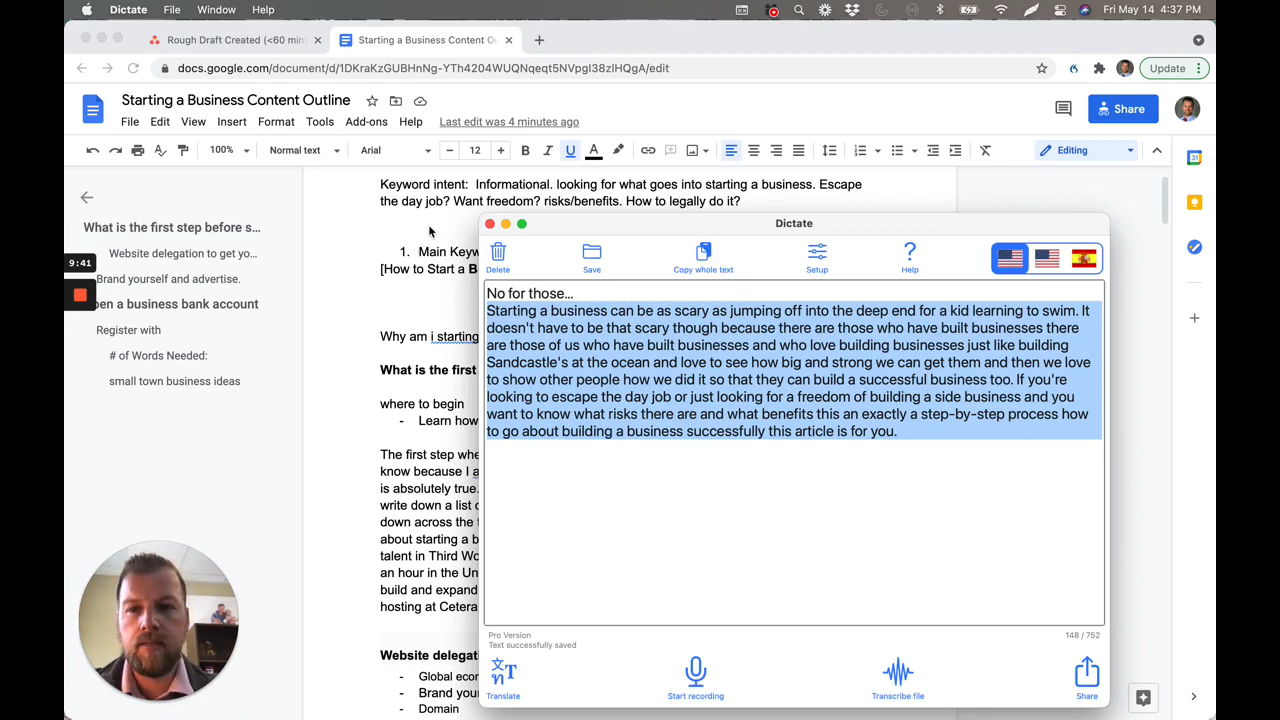 Dictate File Window Help
Fri May 14 4:37 PM
Rough Draft Created (<60 min
Starting a Business Content Ou
docs.google.com/document/d/1DKraKzGUBHnNg-YTh4204WUQNqeqt5NVpgI38zlHQgA/edit
Update
Starting a Business Content Outline
File Edit View Insert Format Tools Add-ons Help Last edit was 4 minutes ago
Share
100% Normal text Arial 12 B I U A Editing
What is the first step before s...
Website delegation to get yo...
Brand yourself and advertise.
en a business bank account
Register with
# of Words Needed:
small town business ideas
9:41
Keyword intent: Informational. looking for what goes into starting a business. Escape
the day job? Want freedom? risks/benefits. How to legally do it?
1. Main Keyw
[How to Start a B
Why am i starting
What is the first
where to begin
- Learn how
The first step whe
know because I a
is absolutely true.
write down a list o
down across the t
about starting a b
talent in Third Wo
an hour in the Un
build and expand
hosting at Cetera
Website delegat
- Global econ
- Brand your
- Domain
Dictate
Delete Save Copy whole text Setup Help
No for those...
Starting a business can be as scary as jumping off into the deep end for a kid learning to swim. It
doesn't have to be that scary though because there are those who have built businesses there
are those of us who have built businesses and who love building businesses just like building
Sandcastle's at the ocean and love to see how big and strong we can get them and then we love
to show other people how we did it so that they can build a successful business too. If you're
looking to escape the day job or just looking for a freedom of building a side business and you
want to know what risks there are and what benefits this an exactly a step-by-step process how
to go about building a business successfully this article is for you.
Pro Version
Text successfully saved
148 / 752
Translate Start recording Transcribe file Share